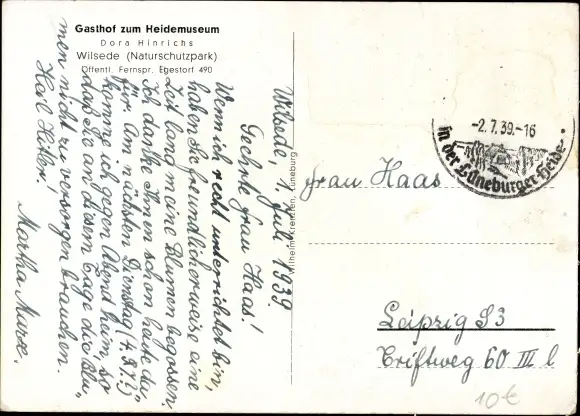 Gasthof zum Heidemuseum
Dora Hinrichs
Wilsede (Naturschutzpark)
Öffentl. Fernspr. Egestorf 490
Wilsede, 1. Juli 1939.
Geehrte Frau Haas!
Wenn ich recht unterrichtet bin,
haben Sie freundlicherweise eine
Zeit lang meine Blumen begossen.
Ich danke Ihnen schon heute da-
für. Am nächsten Dienstag
komme ich gegen Abend heim, so
daß Sie an diesem Tage die Blu-
men nicht zu versorgen brauchen.
Heil Hitler!
Martha
Wilhelm Krenzien, Lüneburg
-2.7.39.-16
in der Lüneburger Heide
Frau Haas
Leipzig S3
Triftweg 60 III l
10€